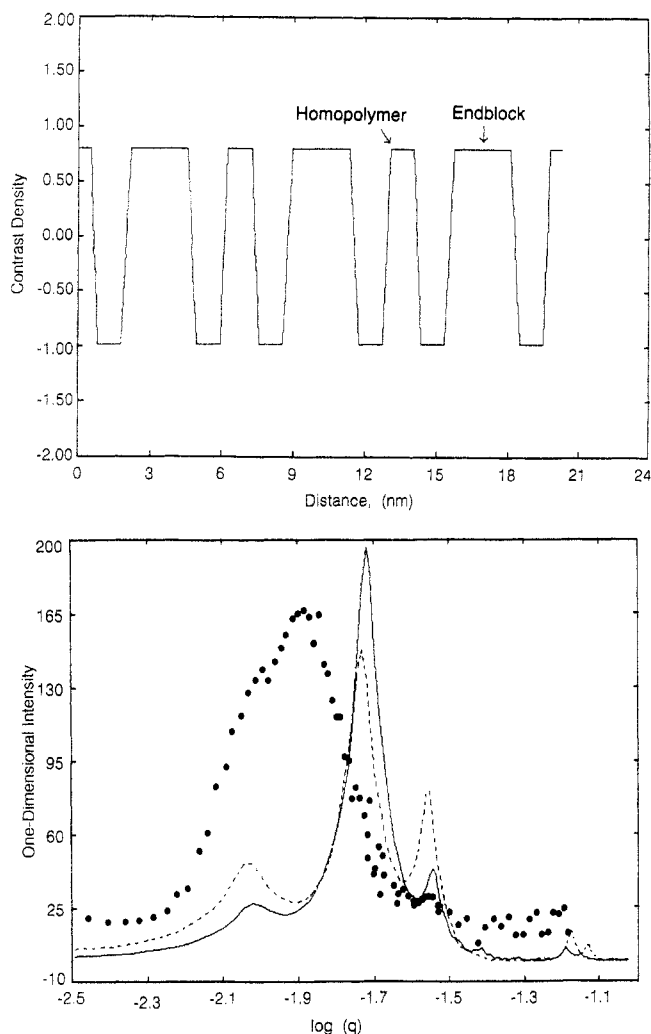 2.00
1.50
1.00
0.50
0.00
-0.50
-1.00
-1.50
-2.00
Contrast Density
Homopolymer
Endblock
0 3 6 9 12 15 18 21 24
Distance, (nm)
200
165
130
95
60
25
-10
One-Dimensional Intensity
-2.5 -2.3 -2.1 -1.9 -1.7 -1.5 -1.3 -1.1
log (q)